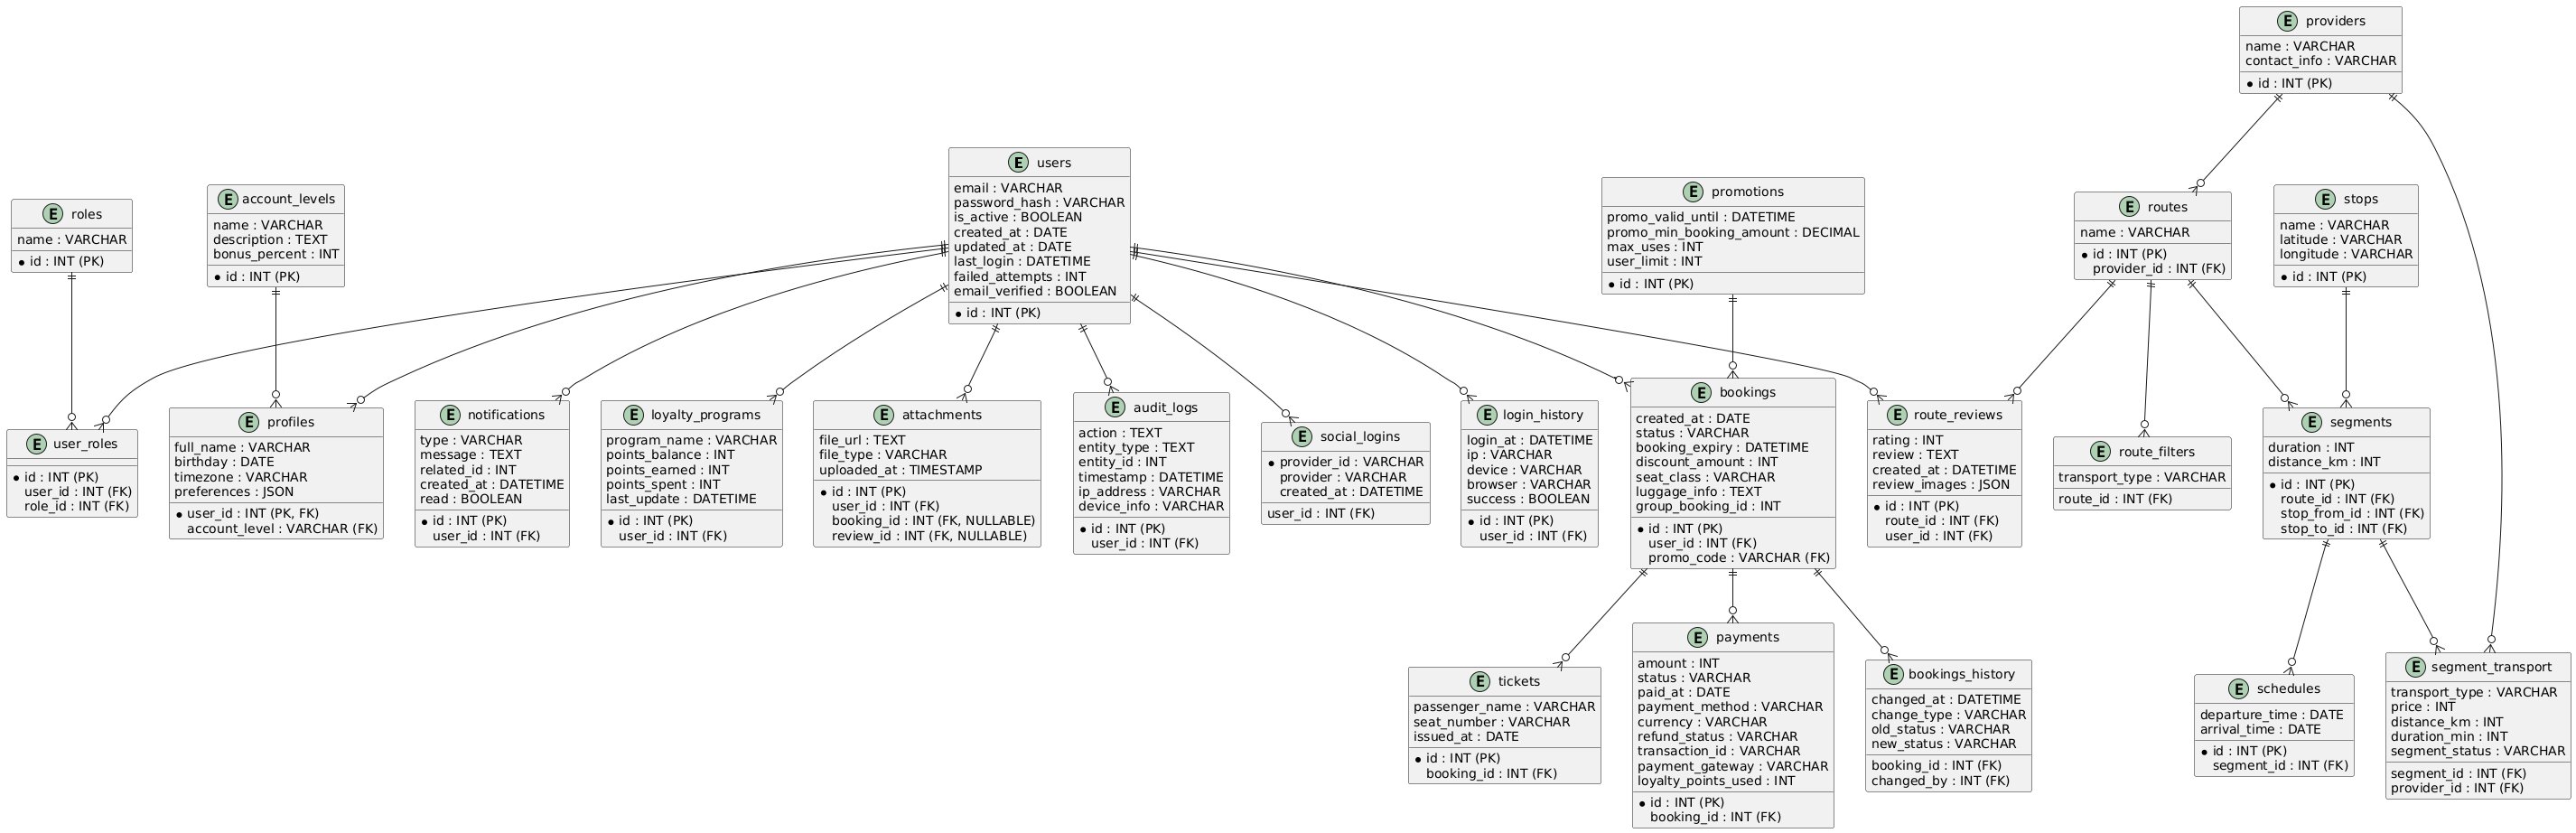 E providers
name : VARCHAR
contact_info : VARCHAR
id : INT (PK)
E users
email : VARCHAR
password_hash : VARCHAR
is_active : BOOLEAN
created_at : DATE
updated_at : DATE
last_login : DATETIME
failed_attempts : INT
email_verified : BOOLEAN
id : INT (PK)
E promotions
promo_valid_until : DATETIME
promo_min_booking_amount : DECIMAL
max_uses : INT
user_limit : INT
id : INT (PK)
E account_levels
name : VARCHAR
description : TEXT
bonus_percent : INT
id : INT (PK)
E roles
name : VARCHAR
id : INT (PK)
E routes
name : VARCHAR
id : INT (PK)
provider_id : INT (FK)
E stops
name : VARCHAR
latitude : VARCHAR
longitude : VARCHAR
id : INT (PK)
E user_roles
id : INT (PK)
user_id : INT (FK)
role_id : INT (FK)
E profiles
full_name : VARCHAR
birthday : DATE
timezone : VARCHAR
preferences : JSON
user_id : INT (PK, FK)
account_level : VARCHAR (FK)
E notifications
type : VARCHAR
message : TEXT
related_id : INT
created_at : DATETIME
read : BOOLEAN
id : INT (PK)
user_id : INT (FK)
E loyalty_programs
program_name : VARCHAR
points_balance : INT
points_earned : INT
points_spent : INT
last_update : DATETIME
id : INT (PK)
user_id : INT (FK)
E attachments
file_url : TEXT
file_type : VARCHAR
uploaded_at : TIMESTAMP
id : INT (PK)
user_id : INT (FK)
booking_id : INT (FK, NULLABLE)
review_id : INT (FK, NULLABLE)
E audit_logs
action : TEXT
entity_type : TEXT
entity_id : INT
timestamp : DATETIME
ip_address : VARCHAR
device_info : VARCHAR
id : INT (PK)
user_id : INT (FK)
E social_logins
provider_id : VARCHAR
provider : VARCHAR
created_at : DATETIME
user_id : INT (FK)
E login_history
login_at : DATETIME
ip : VARCHAR
device : VARCHAR
browser : VARCHAR
success : BOOLEAN
id : INT (PK)
user_id : INT (FK)
E bookings
created_at : DATE
status : VARCHAR
booking_expiry : DATETIME
discount_amount : INT
seat_class : VARCHAR
luggage_info : TEXT
group_booking_id : INT
id : INT (PK)
user_id : INT (FK)
promo_code : VARCHAR (FK)
E route_reviews
rating : INT
review : TEXT
created_at : DATETIME
review_images : JSON
id : INT (PK)
route_id : INT (FK)
user_id : INT (FK)
E route_filters
transport_type : VARCHAR
route_id : INT (FK)
E segments
duration : INT
distance_km : INT
id : INT (PK)
route_id : INT (FK)
stop_from_id : INT (FK)
stop_to_id : INT (FK)
E tickets
passenger_name : VARCHAR
seat_number : VARCHAR
issued_at : DATE
id : INT (PK)
booking_id : INT (FK)
E payments
amount : INT
status : VARCHAR
paid_at : DATE
payment_method : VARCHAR
currency : VARCHAR
refund_status : VARCHAR
transaction_id : VARCHAR
payment_gateway : VARCHAR
loyalty_points_used : INT
id : INT (PK)
booking_id : INT (FK)
E bookings_history
changed_at : DATETIME
change_type : VARCHAR
old_status : VARCHAR
new_status : VARCHAR
booking_id : INT (FK)
changed_by : INT (FK)
E schedules
departure_time : DATE
arrival_time : DATE
id : INT (PK)
segment_id : INT (FK)
E segment_transport
transport_type : VARCHAR
price : INT
distance_km : INT
duration_min : INT
segment_status : VARCHAR
segment_id : INT (FK)
provider_id : INT (FK)